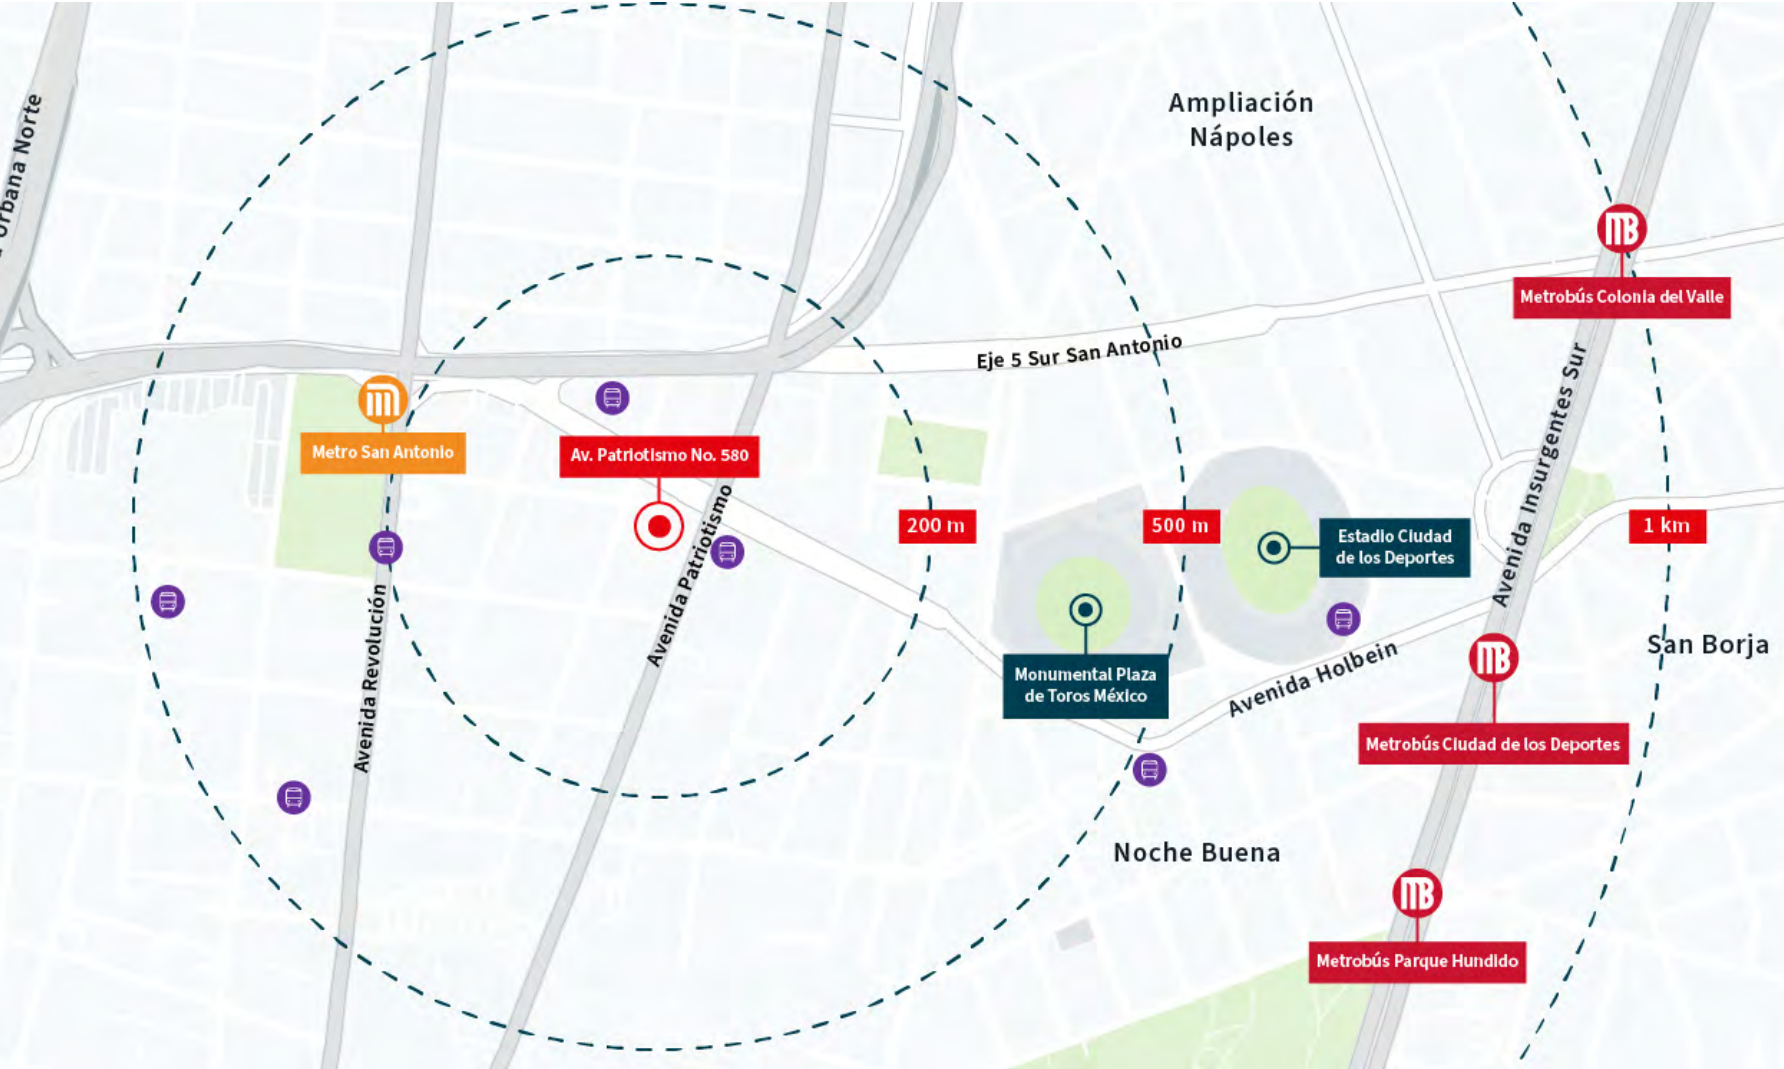 Ampliación
Nápoles
Urbana Norte
Metrobús Colonia del Valle
Eje 5 Sur San Antonio
Metro San Antonio
Av. Patriotismo No. 580
200 m
500 m
1 km
Estadio Ciudad
de los Deportes
Avenida Insurgentes Sur
Avenida Patriotismo
Avenida Revolución
Monumental Plaza
de Toros México
Avenida Holbein
San Borja
Metrobús Ciudad de los Deportes
Noche Buena
Metrobús Parque Hundido